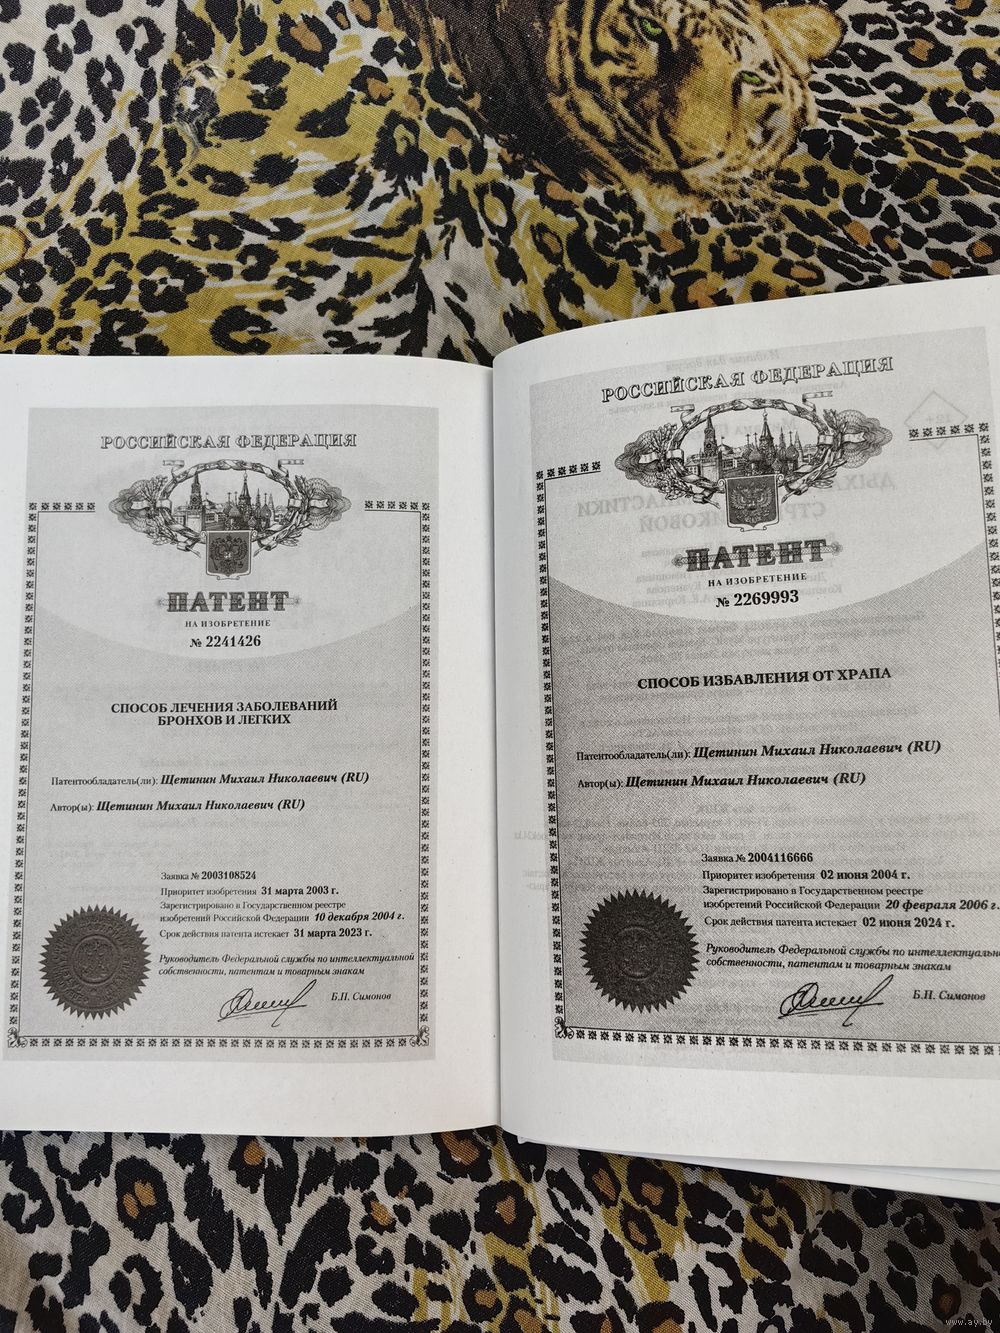 РОССИЙСКАЯ ФЕДЕРАЦИЯ
ПАТЕНТ
НА ИЗОБРЕТЕНИЕ
№ 2241426
СПОСОБ ЛЕЧЕНИЯ ЗАБОЛЕВАНИЙ
БРОНХОВ И ЛЕГКИХ
Патентообладатель(ли): Щетинин Михаил Николаевич (RU)
Автор(ы): Щетинин Михаил Николаевич (RU)
Заявка № 2003108524
Приоритет изобретения 31 марта 2003 г.
Зарегистрировано в Государственном реестре
изобретений Российской Федерации 10 декабря 2004 г.
Срок действия патента истекает 31 марта 2023 г.
Руководитель Федеральной службы по интеллектуальной
собственности, патентам и товарным знакам
Б.П. Симонов
РОССИЙСКАЯ ФЕДЕРАЦИЯ
ПАТЕНТ
НА ИЗОБРЕТЕНИЕ
№ 2269993
СПОСОБ ИЗБАВЛЕНИЯ ОТ ХРАПА
Патентообладатель(ли): Щетинин Михаил Николаевич (RU)
Автор(ы): Щетинин Михаил Николаевич (RU)
Заявка № 2004116666
Приоритет изобретения 02 июня 2004 г.
Зарегистрировано в Государственном реестре
изобретений Российской Федерации 20 февраля 2006 г.
Срок действия патента истекает 02 июня 2024 г.
Руководитель Федеральной службы по интеллектуально
собственности, патентам и товарным знакам
Б.П. Симонов
www.ay.by